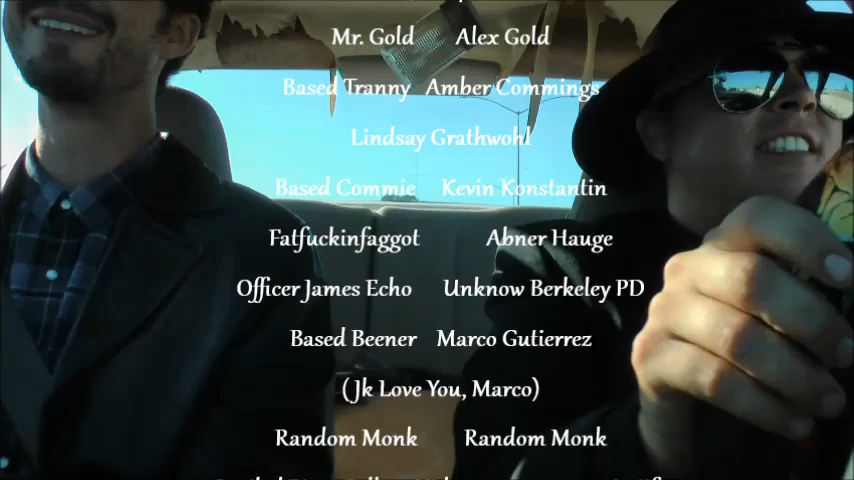 Mr. Gold Alex Gold
Based Tranny Amber Commings
Lindsay Grathwohl
Based Commie Kevin Konstantin
Fatfuckinfaggot Abner Hauge
Officer James Echo Unknow Berkeley PD
Based Beener Marco Gutierrez
(Jk Love You, Marco)
Random Monk Random Monk